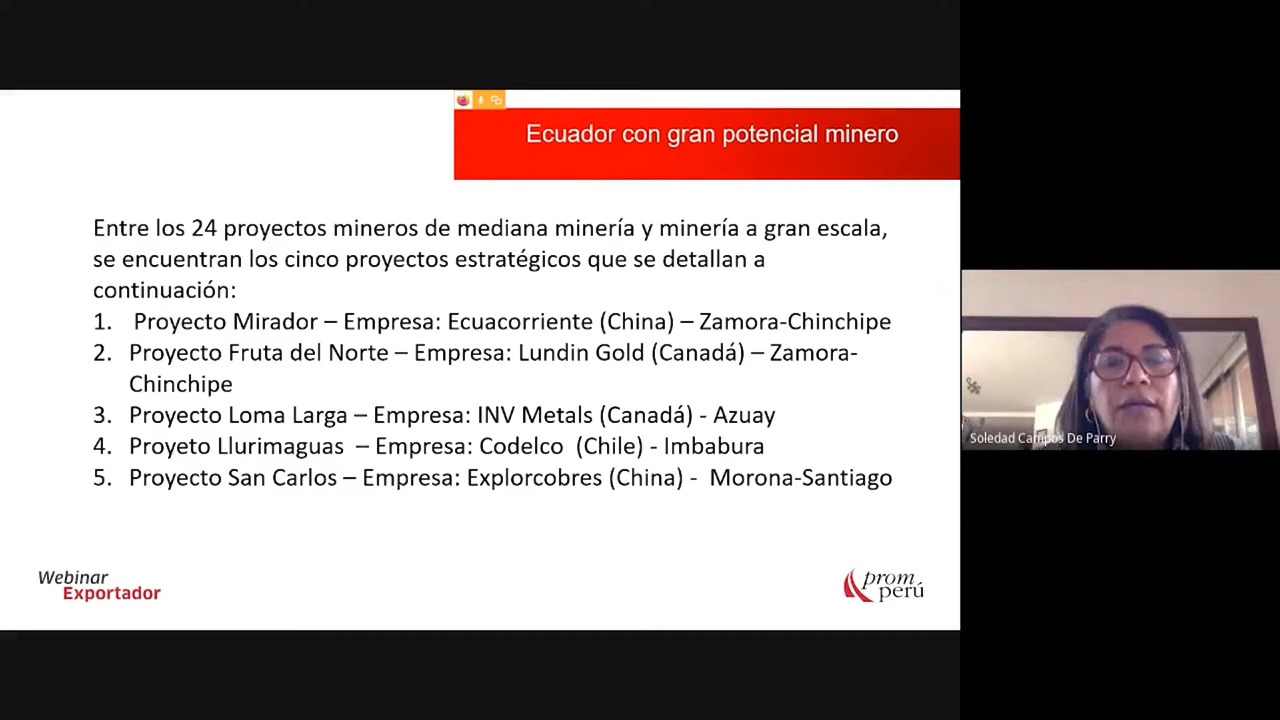 Ecuador con gran potencial minero
Entre los 24 proyectos mineros de mediana minería y minería a gran escala,
se encuentran los cinco proyectos estratégicos que se detallan a
continuación:
1. Proyecto Mirador – Empresa: Ecuacorriente (China) – Zamora-Chinchipe
2. Proyecto Fruta del Norte – Empresa: Lundin Gold (Canadá) – Zamora-
Chinchipe
3. Proyecto Loma Larga – Empresa: INV Metals (Canadá) - Azuay
4. Proyeto Llurimaguas – Empresa: Codelco (Chile) - Imbabura
5. Proyecto San Carlos – Empresa: Explorcobres (China) - Morona-Santiago
Webinar
Exportador
prom
perú
Soledad Campos De Parry